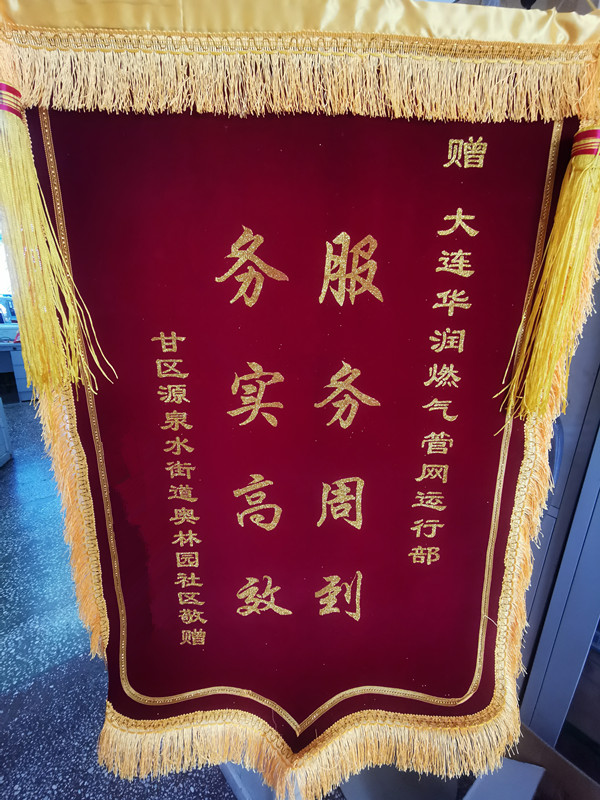 赠 大连华润燃气管网运行部
服务周到
务实高效
甘区源泉水街道奥林园社区敬赠